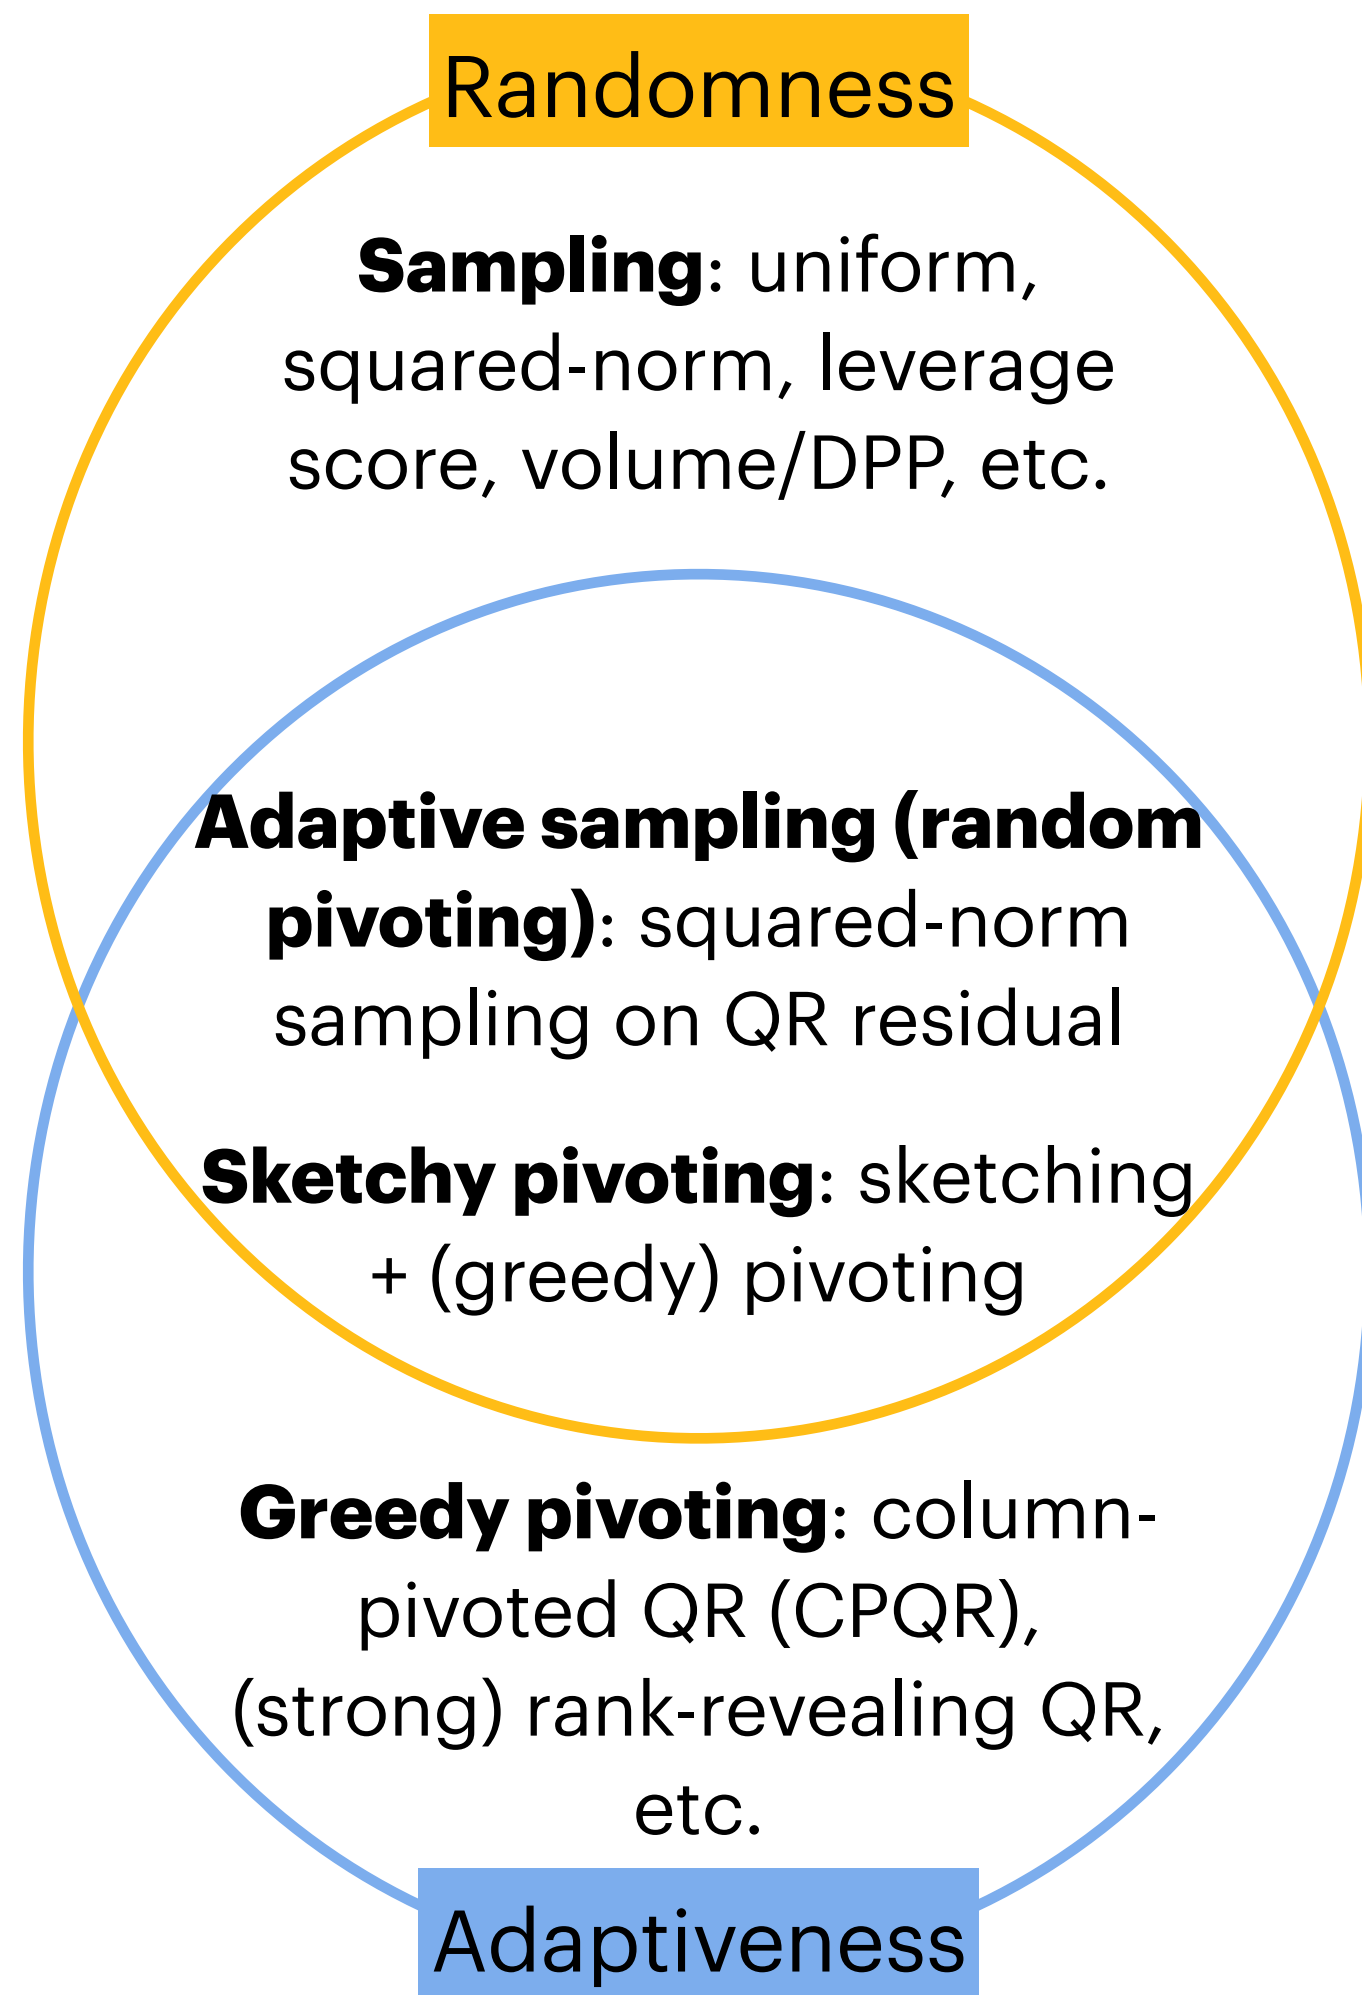 Randomness
Sampling: uniform,
squared-norm, leverage
score, volume/DPP, etc.
Adaptive sampling (random
pivoting): squared-norm
sampling on QR residual
Sketchy pivoting: sketching
+ (greedy) pivoting
Greedy pivoting: column-
pivoted QR (CPQR),
(strong) rank-revealing QR,
etc.
Adaptiveness